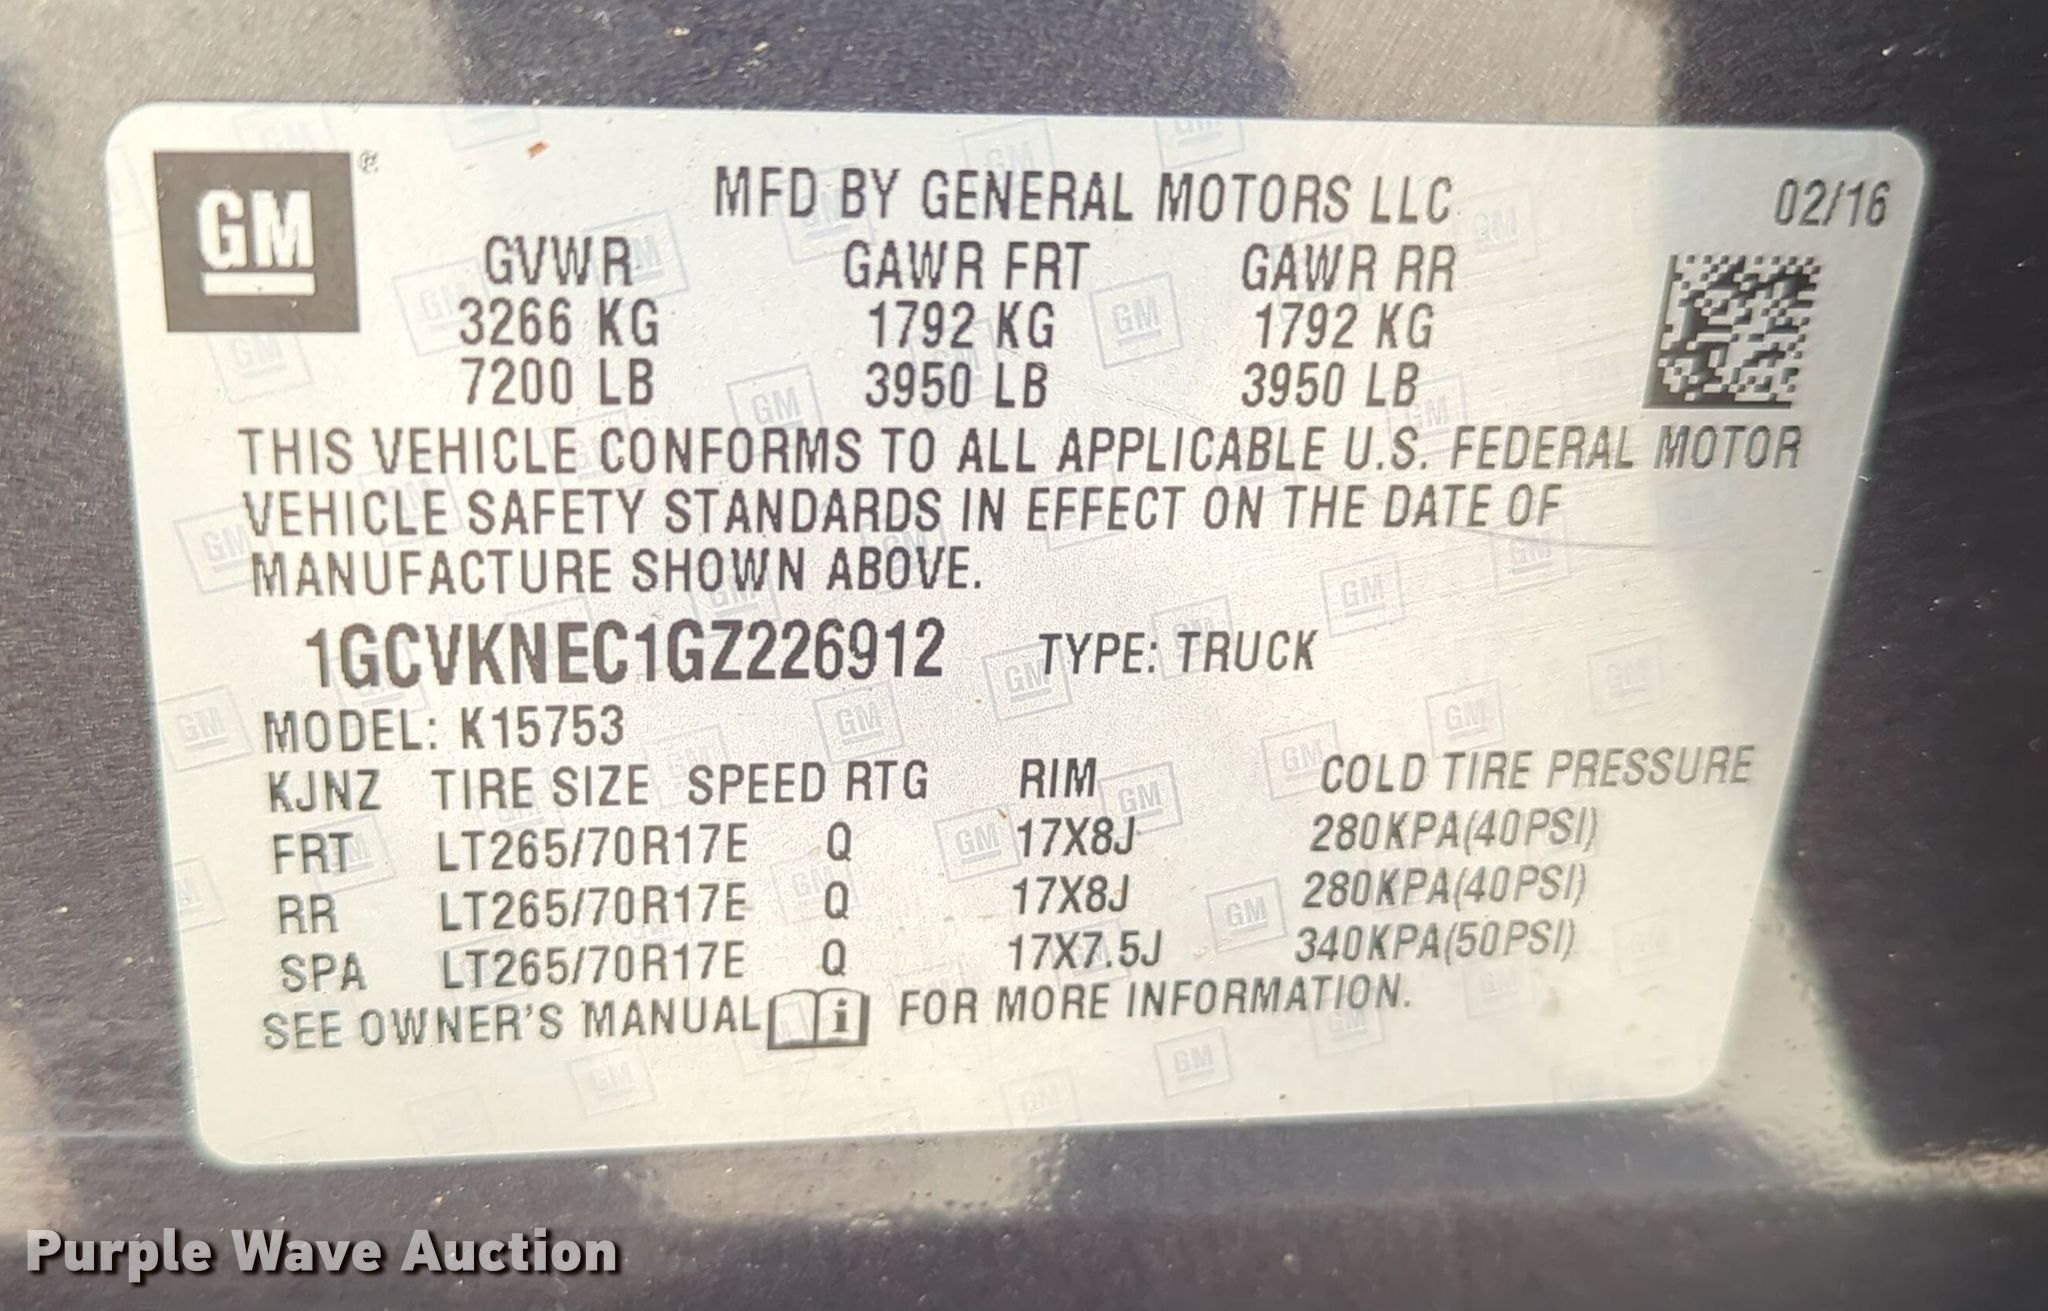 GM®
MFD BY GENERAL MOTORS LLC 02/16
GVWR GAWR FRT GAWR RR
3266 KG 1792 KG 1792 KG
7200 LB 3950 LB 3950 LB
THIS VEHICLE CONFORMS TO ALL APPLICABLE U.S. FEDERAL MOTOR
VEHICLE SAFETY STANDARDS IN EFFECT ON THE DATE OF
MANUFACTURE SHOWN ABOVE.
1GCVKNEC1GZ226912 TYPE: TRUCK
MODEL: K15753
KJNZ TIRE SIZE SPEED RTG RIM COLD TIRE PRESSURE
FRT LT265/70R17E Q 17X8J 280KPA(40PSI)
RR LT265/70R17E Q 17X8J 280KPA(40PSI)
SPA LT265/70R17E Q 17X7.5J 340KPA(50PSI)
SEE OWNER'S MANUAL i FOR MORE INFORMATION.
Purple Wave Auction